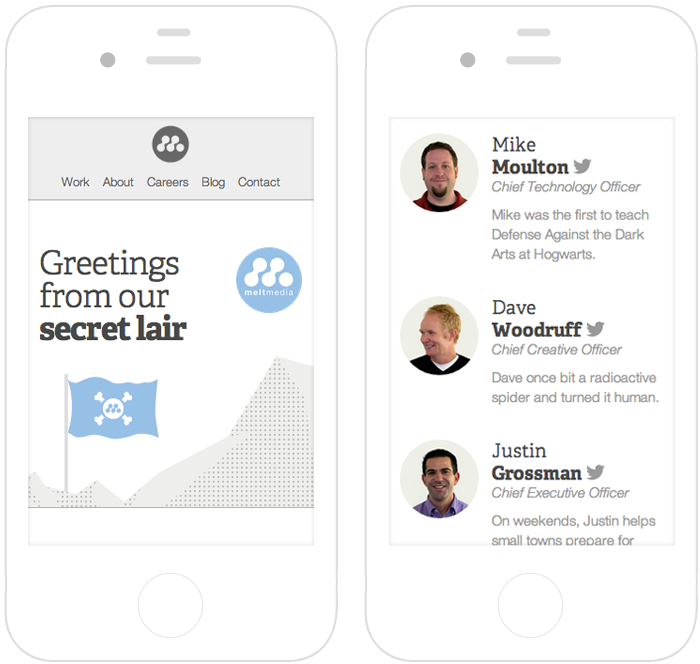 Work About Careers Blog Contact
Greetings
from our
secret lair
meltmedia
Mike
Moulton
Chief Technology Officer
Mike was the first to teach
Defense Against the Dark
Arts at Hogwarts.
Dave
Woodruff
Chief Creative Officer
Dave once bit a radioactive
spider and turned it human.
Justin
Grossman
Chief Executive Officer
On weekends, Justin helps
small towns prepare for